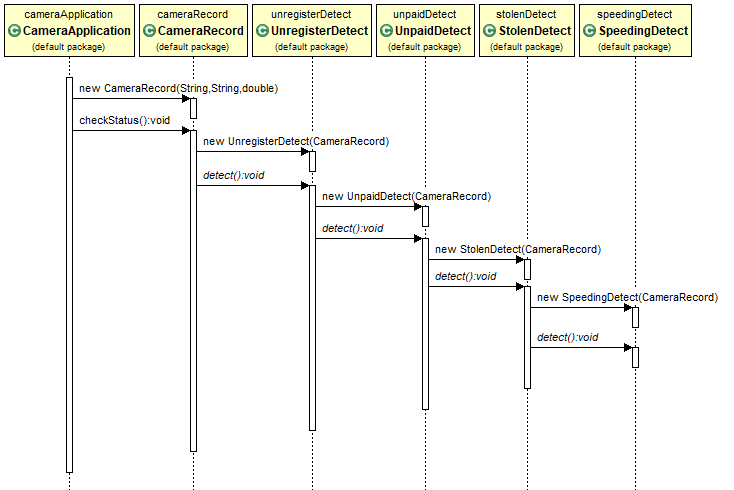 cameraApplication
C CameraApplication
(default package)
cameraRecord
C CameraRecord
(default package)
unregisterDetect
C UnregisterDetect
(default package)
unpaidDetect
C UnpaidDetect
(default package)
stolenDetect
C StolenDetect
(default package)
speedingDetect
C SpeedingDetect
(default package)
new CameraRecord(String,String,double)
checkStatus():void
new UnregisterDetect(CameraRecord)
detect():void
new UnpaidDetect(CameraRecord)
detect():void
new StolenDetect(CameraRecord)
detect():void
new SpeedingDetect(CameraRecord)
detect():void